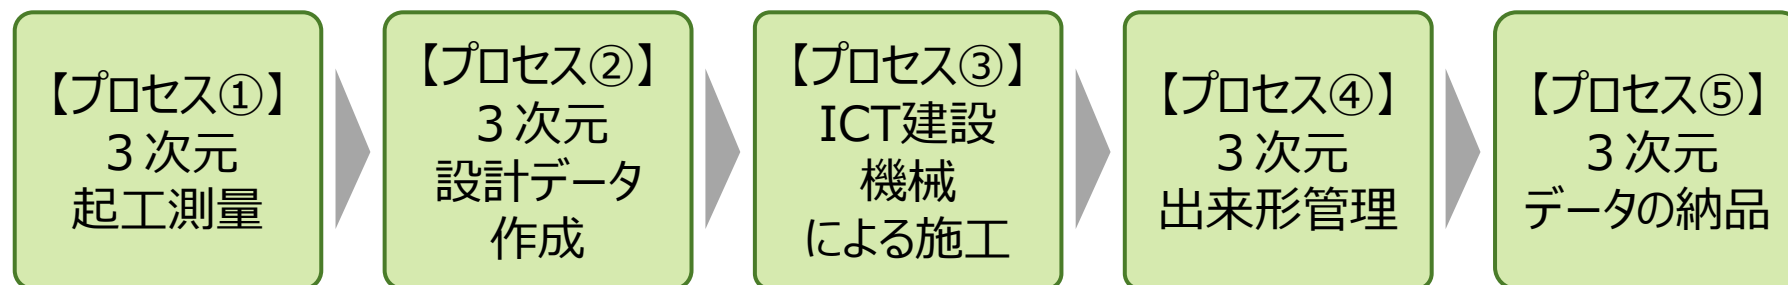 【プロセス①】
３次元
起工測量
【プロセス②】
３次元
設計データ
作成
【プロセス③】
ICT建設
機械
による施工
【プロセス④】
３次元
出来形管理
【プロセス⑤】
３次元
データの納品